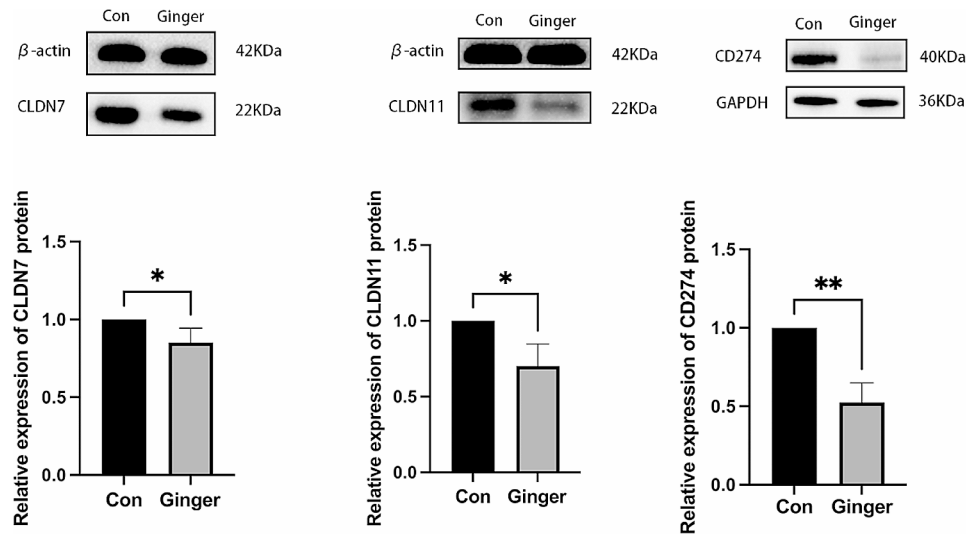 Con Ginger
β-actin 42KDa
CLDN7 22KDa
Con Ginger
β-actin 42KDa
CLDN11 22KDa
Con Ginger
CD274 40KDa
GAPDH 36KDa
Relative expression of CLDN7 protein
1.5
1.0
0.5
0.0
*
Con Ginger
Relative expression of CLDN11 protein
1.5
1.0
0.5
0.0
*
Con Ginger
Relative expression of CD274 protein
1.5
1.0
0.5
0.0
**
Con Ginger